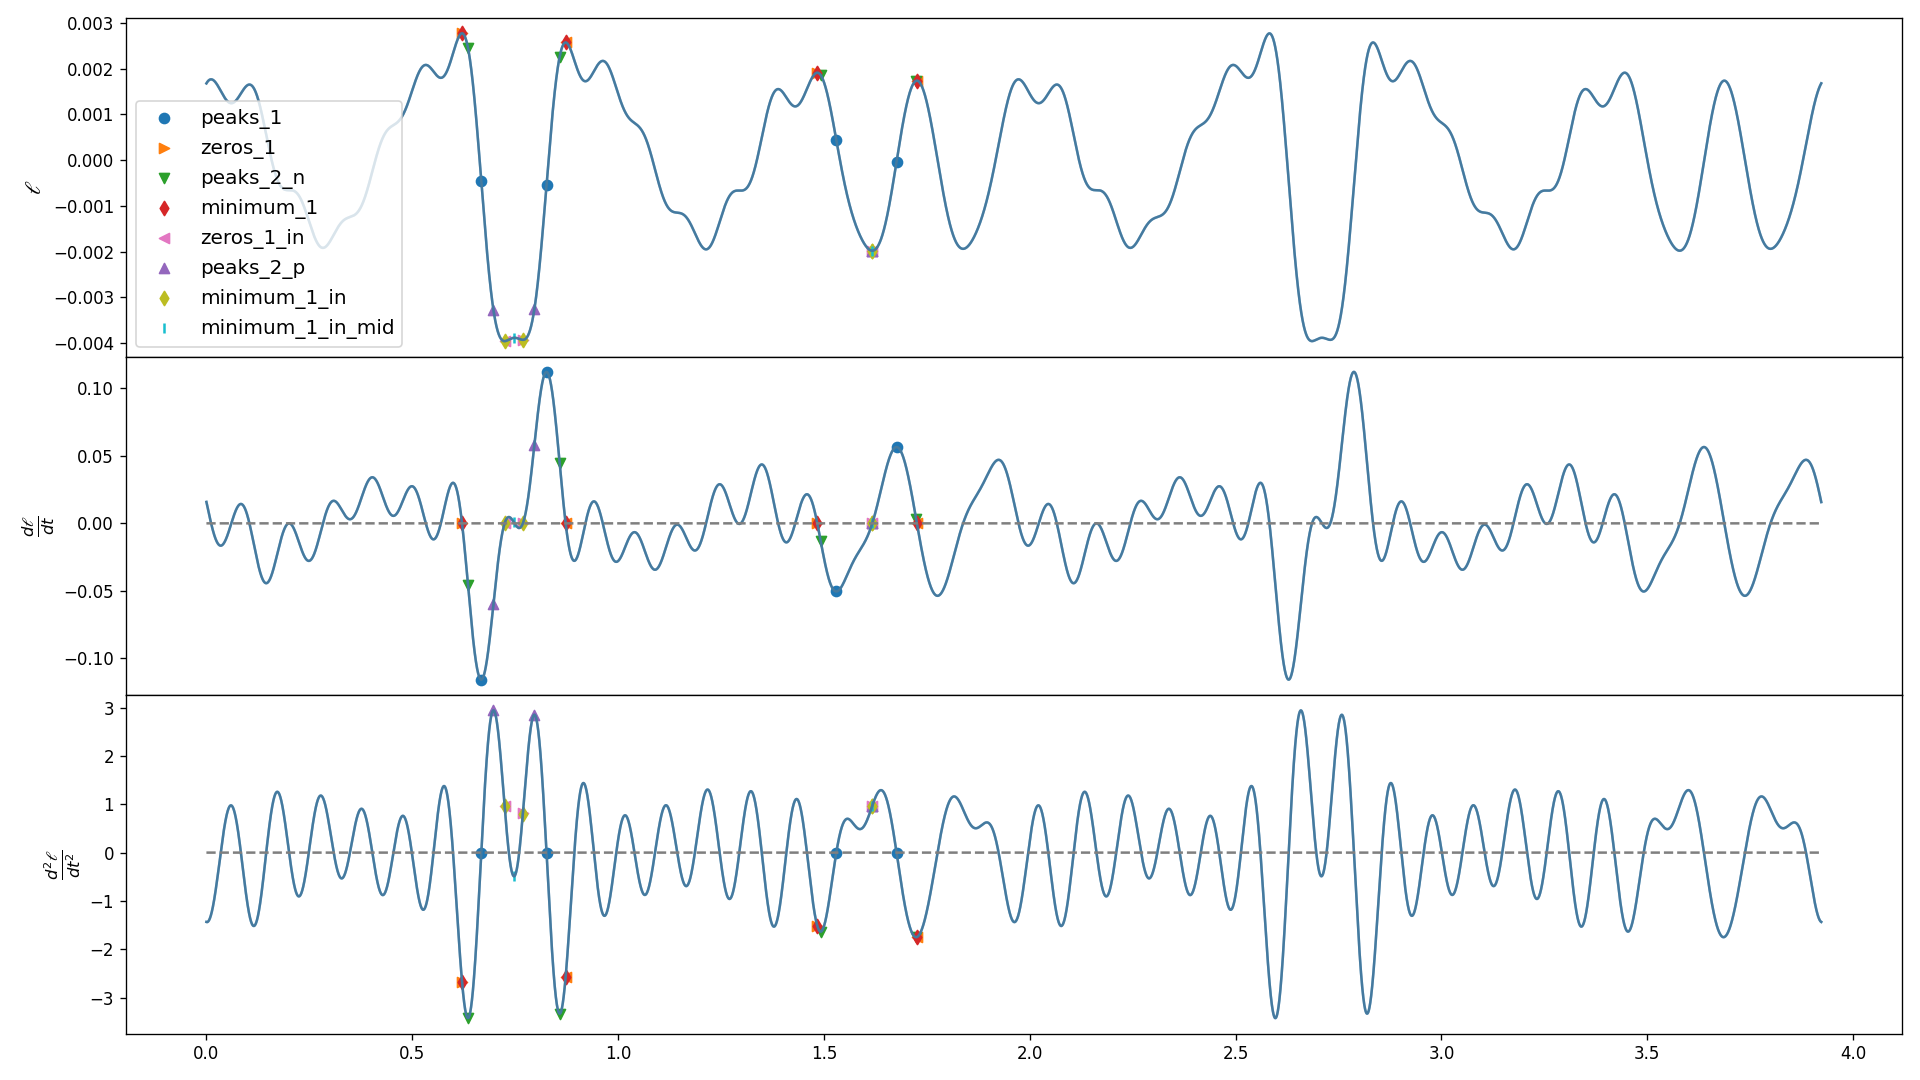 0.003
0.002
0.001
0.000
−0.001
−0.002
−0.003
−0.004
ℓ
peaks_1
zeros_1
peaks_2_n
minimum_1
zeros_1_in
peaks_2_p
minimum_1_in
minimum_1_in_mid
0.10
0.05
0.00
−0.05
−0.10
dℓ
dt
3
2
1
0
−1
−2
−3
d²ℓ
dt²
0.0 0.5 1.0 1.5 2.0 2.5 3.0 3.5 4.0